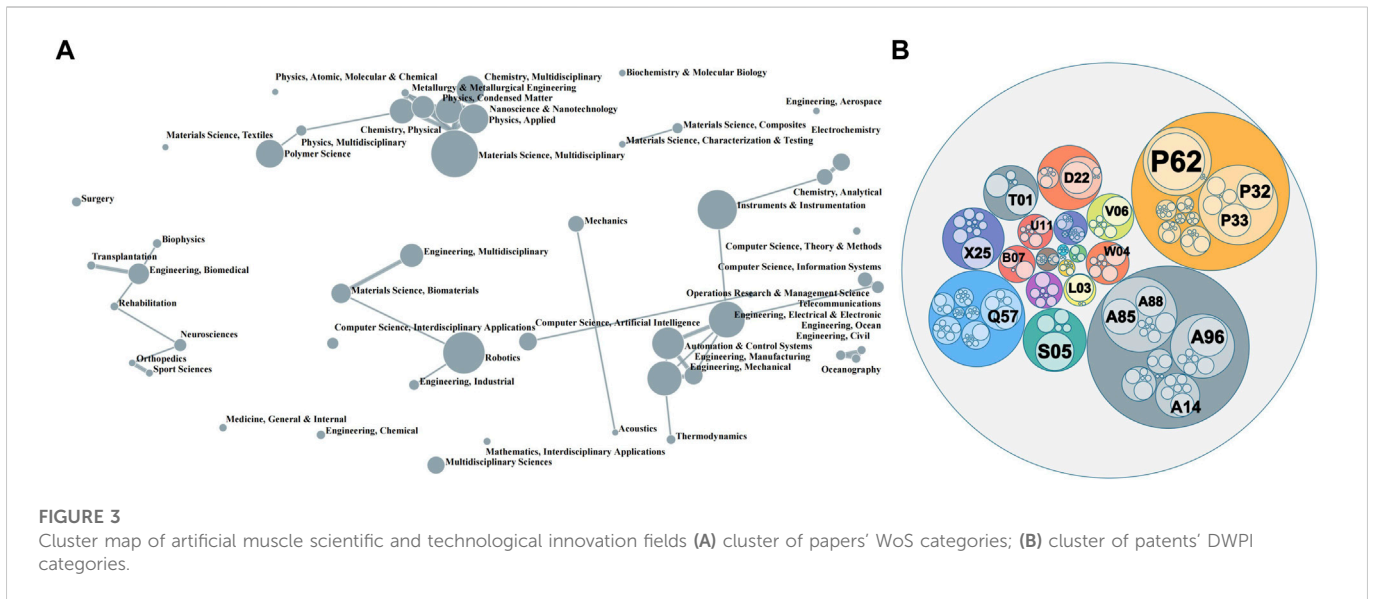 A
B
Physics, Atomic, Molecular & Chemical
Chemistry, Multidisciplinary
Metallurgy & Metallurgical Engineering
Physics, Condensed Matter
Nanoscience & Nanotechnology
Physics, Applied
Chemistry, Physical
Physics, Multidisciplinary
Materials Science, Textiles
Polymer Science
Materials Science, Multidisciplinary
Biochemistry & Molecular Biology
Engineering, Aerospace
Materials Science, Composites
Electrochemistry
Materials Science, Characterization & Testing
Chemistry, Analytical
Instruments & Instrumentation
Surgery
Mechanics
Biophysics
Transplantation
Engineering, Biomedical
Rehabilitation
Engineering, Multidisciplinary
Materials Science, Biomaterials
Computer Science, Theory & Methods
Computer Science, Information Systems
Operations Research & Management Science
Telecommunications
Engineering, Electrical & Electronic
Engineering, Ocean
Engineering, Civil
Computer Science, Interdisciplinary Applications
Computer Science, Artificial Intelligence
Neurosciences
Orthopedics
Sport Sciences
Robotics
Automation & Control Systems
Engineering, Manufacturing
Engineering, Mechanical
Oceanography
Engineering, Industrial
Medicine, General & Internal
Engineering, Chemical
Acoustics
Thermodynamics
Mathematics, Interdisciplinary Applications
Multidisciplinary Sciences
P62
P32
P33
D22
T01
V06
U11
X25
B07
W04
L03
Q57
S05
A85
A88
A96
A14
FIGURE 3
Cluster map of artificial muscle scientific and technological innovation fields (A) cluster of papers' WoS categories; (B) cluster of patents' DWPI
categories.